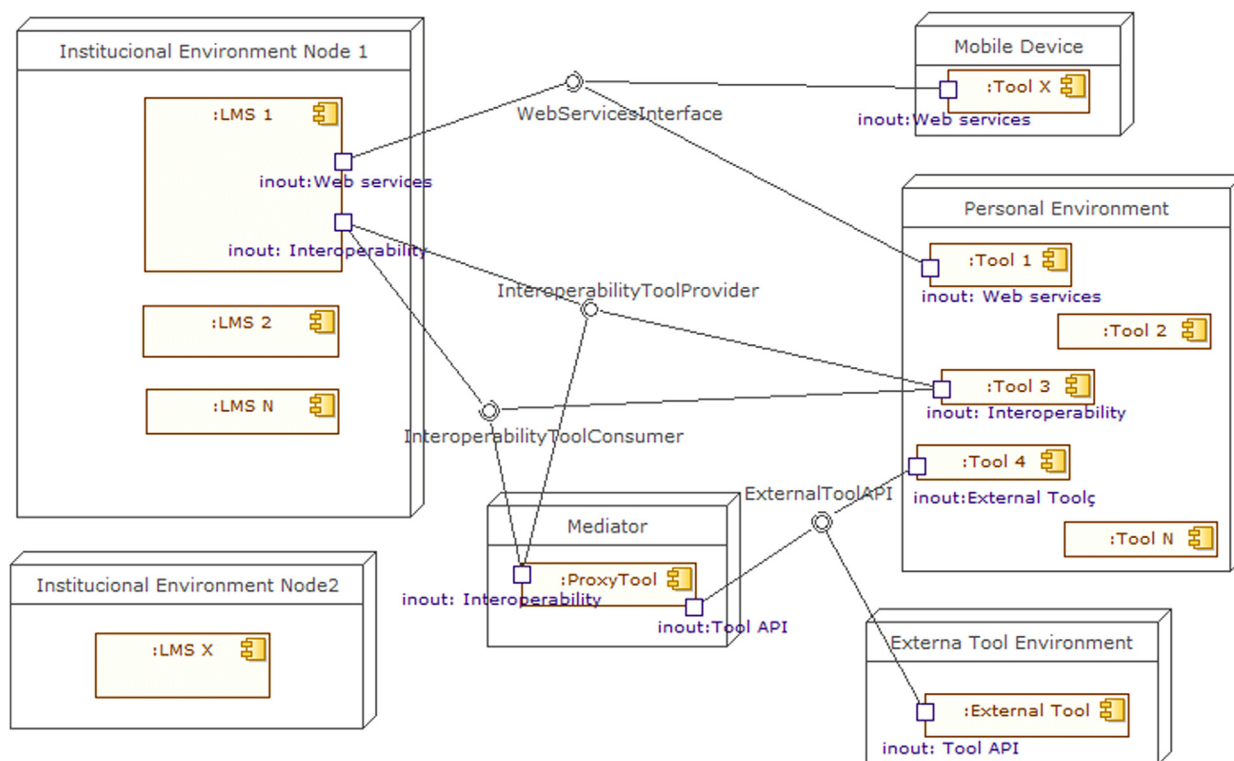 Institucional Environment Node 1
:LMS 1
inout:Web services
inout: Interoperability
:LMS 2
:LMS N
Institucional Environment Node2
:LMS X
WebServicesInterface
InteroperabilityToolProvider
InteroperabilityToolConsumer
Mediator
:ProxyTool
inout: Interoperability
inout:Tool API
ExternalToolAPI
Mobile Device
:Tool X
inout:Web services
Personal Environment
:Tool 1
inout: Web services
:Tool 2
:Tool 3
inout: Interoperability
:Tool 4
inout:External Toolç
:Tool N
Externa Tool Environment
:External Tool
inout: Tool API